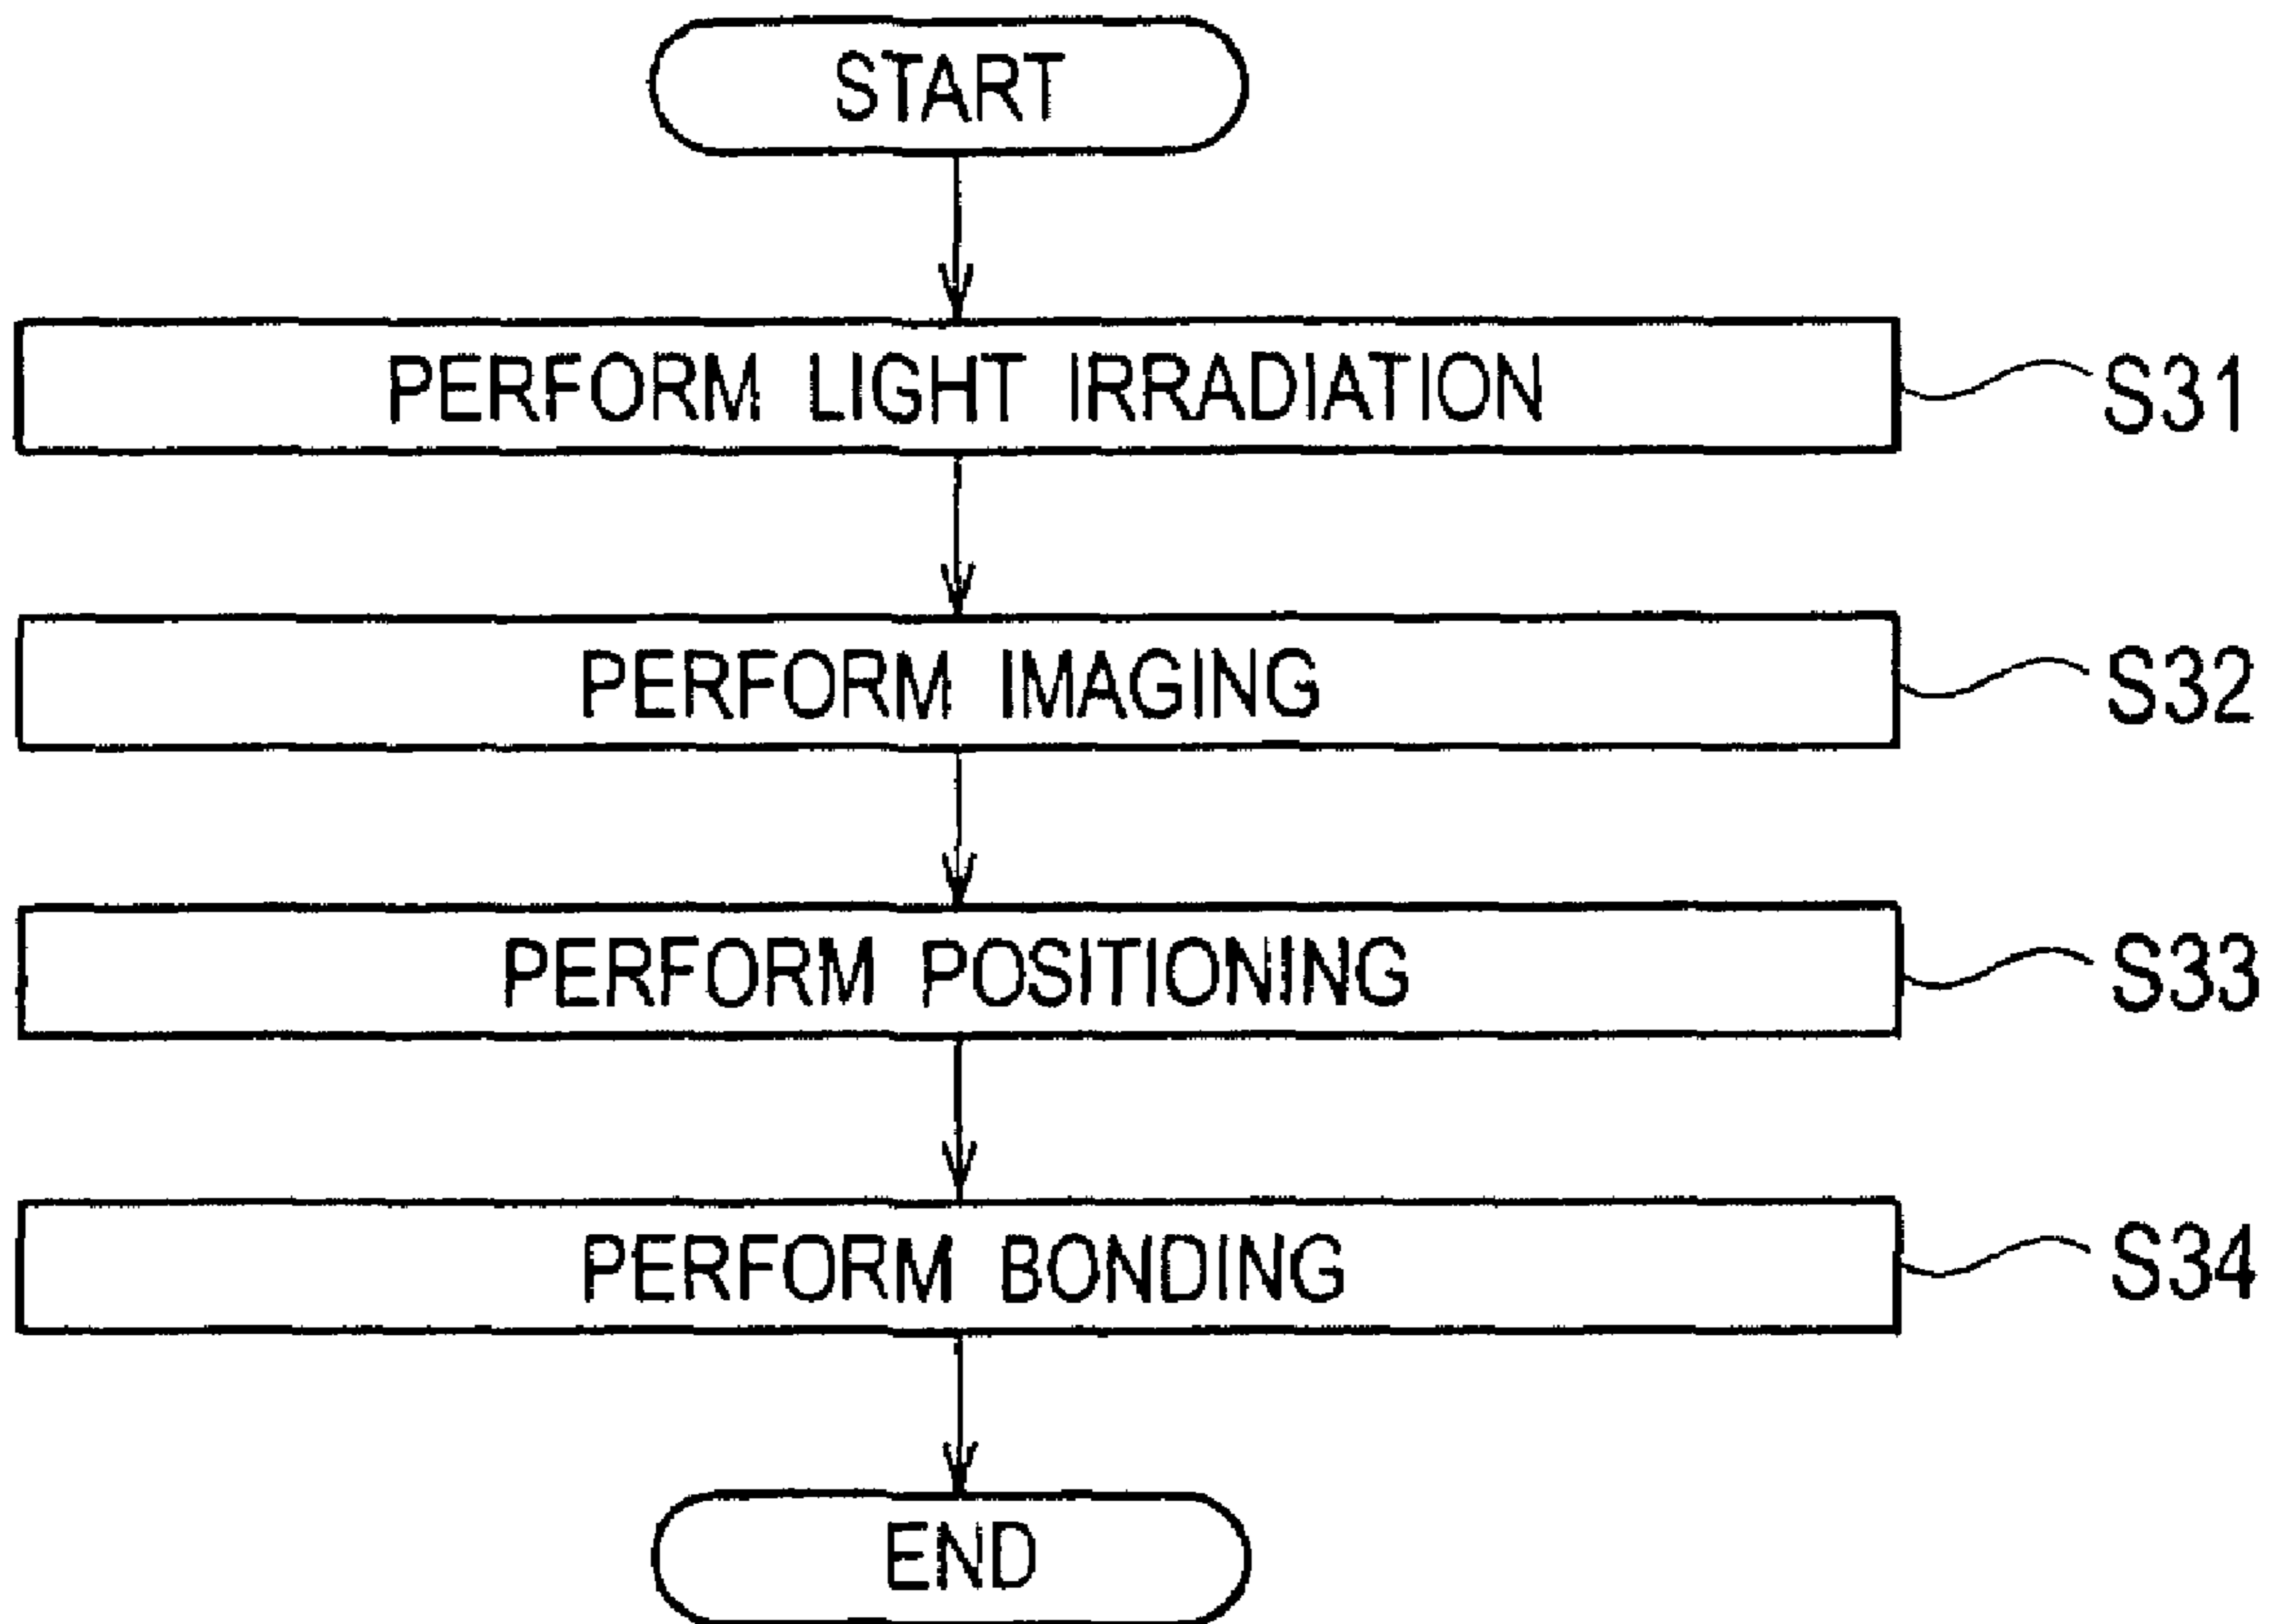 START
PERFORM LIGHT IRRADIATION S31
PERFORM IMAGING S32
PERFORM POSITIONING S33
PERFORM BONDING S34
END